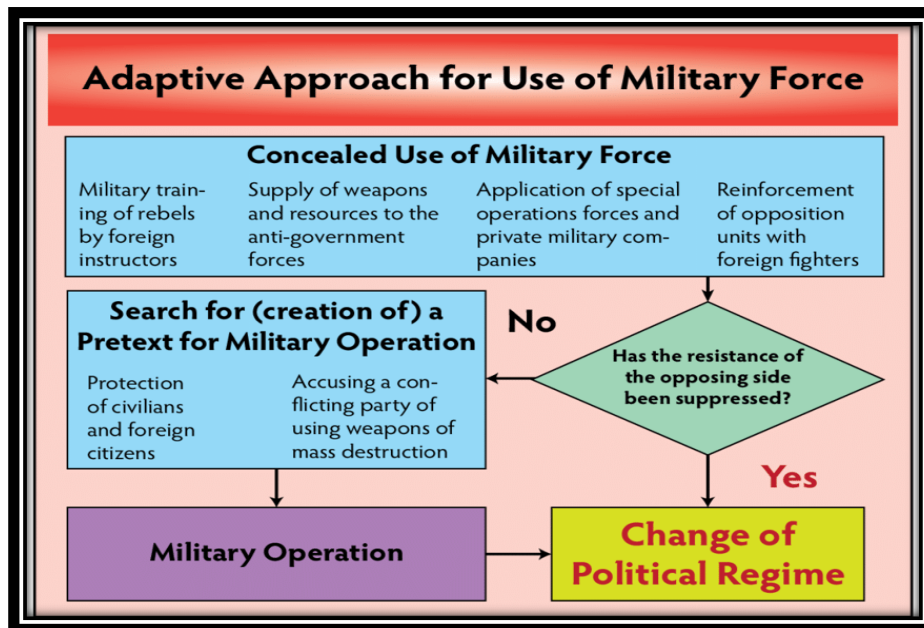 Adaptive Approach for Use of Military Force
Concealed Use of Military Force
Military train-
ing of rebels
by foreign
instructors
Supply of weapons
and resources to the
anti-government
forces
Application of special
operations forces and
private military com-
panies
Reinforcement
of opposition
units with
foreign fighters
Search for (creation of) a
Pretext for Military Operation
Protection
of civilians
and foreign
citizens
Accusing a con-
flicting party of
using weapons of
mass destruction
No
Has the resistance of
the opposing side
been suppressed?
Yes
Military Operation
Change of
Political Regime